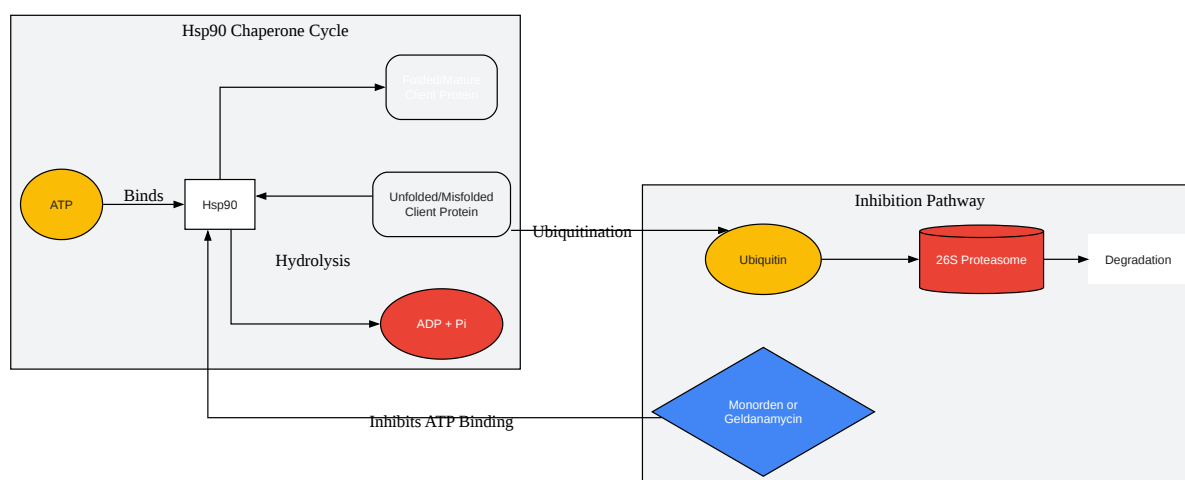 Hsp90 Chaperone Cycle
Folded/Mature
Client Protein
ATP
Binds
Hsp90
Unfolded/Misfolded
Client Protein
Hydrolysis
ADP + Pi
Ubiquitination
Inhibition Pathway
Ubiquitin
26S Proteasome
Degradation
Monorden or
Geldanamycin
Inhibits ATP Binding